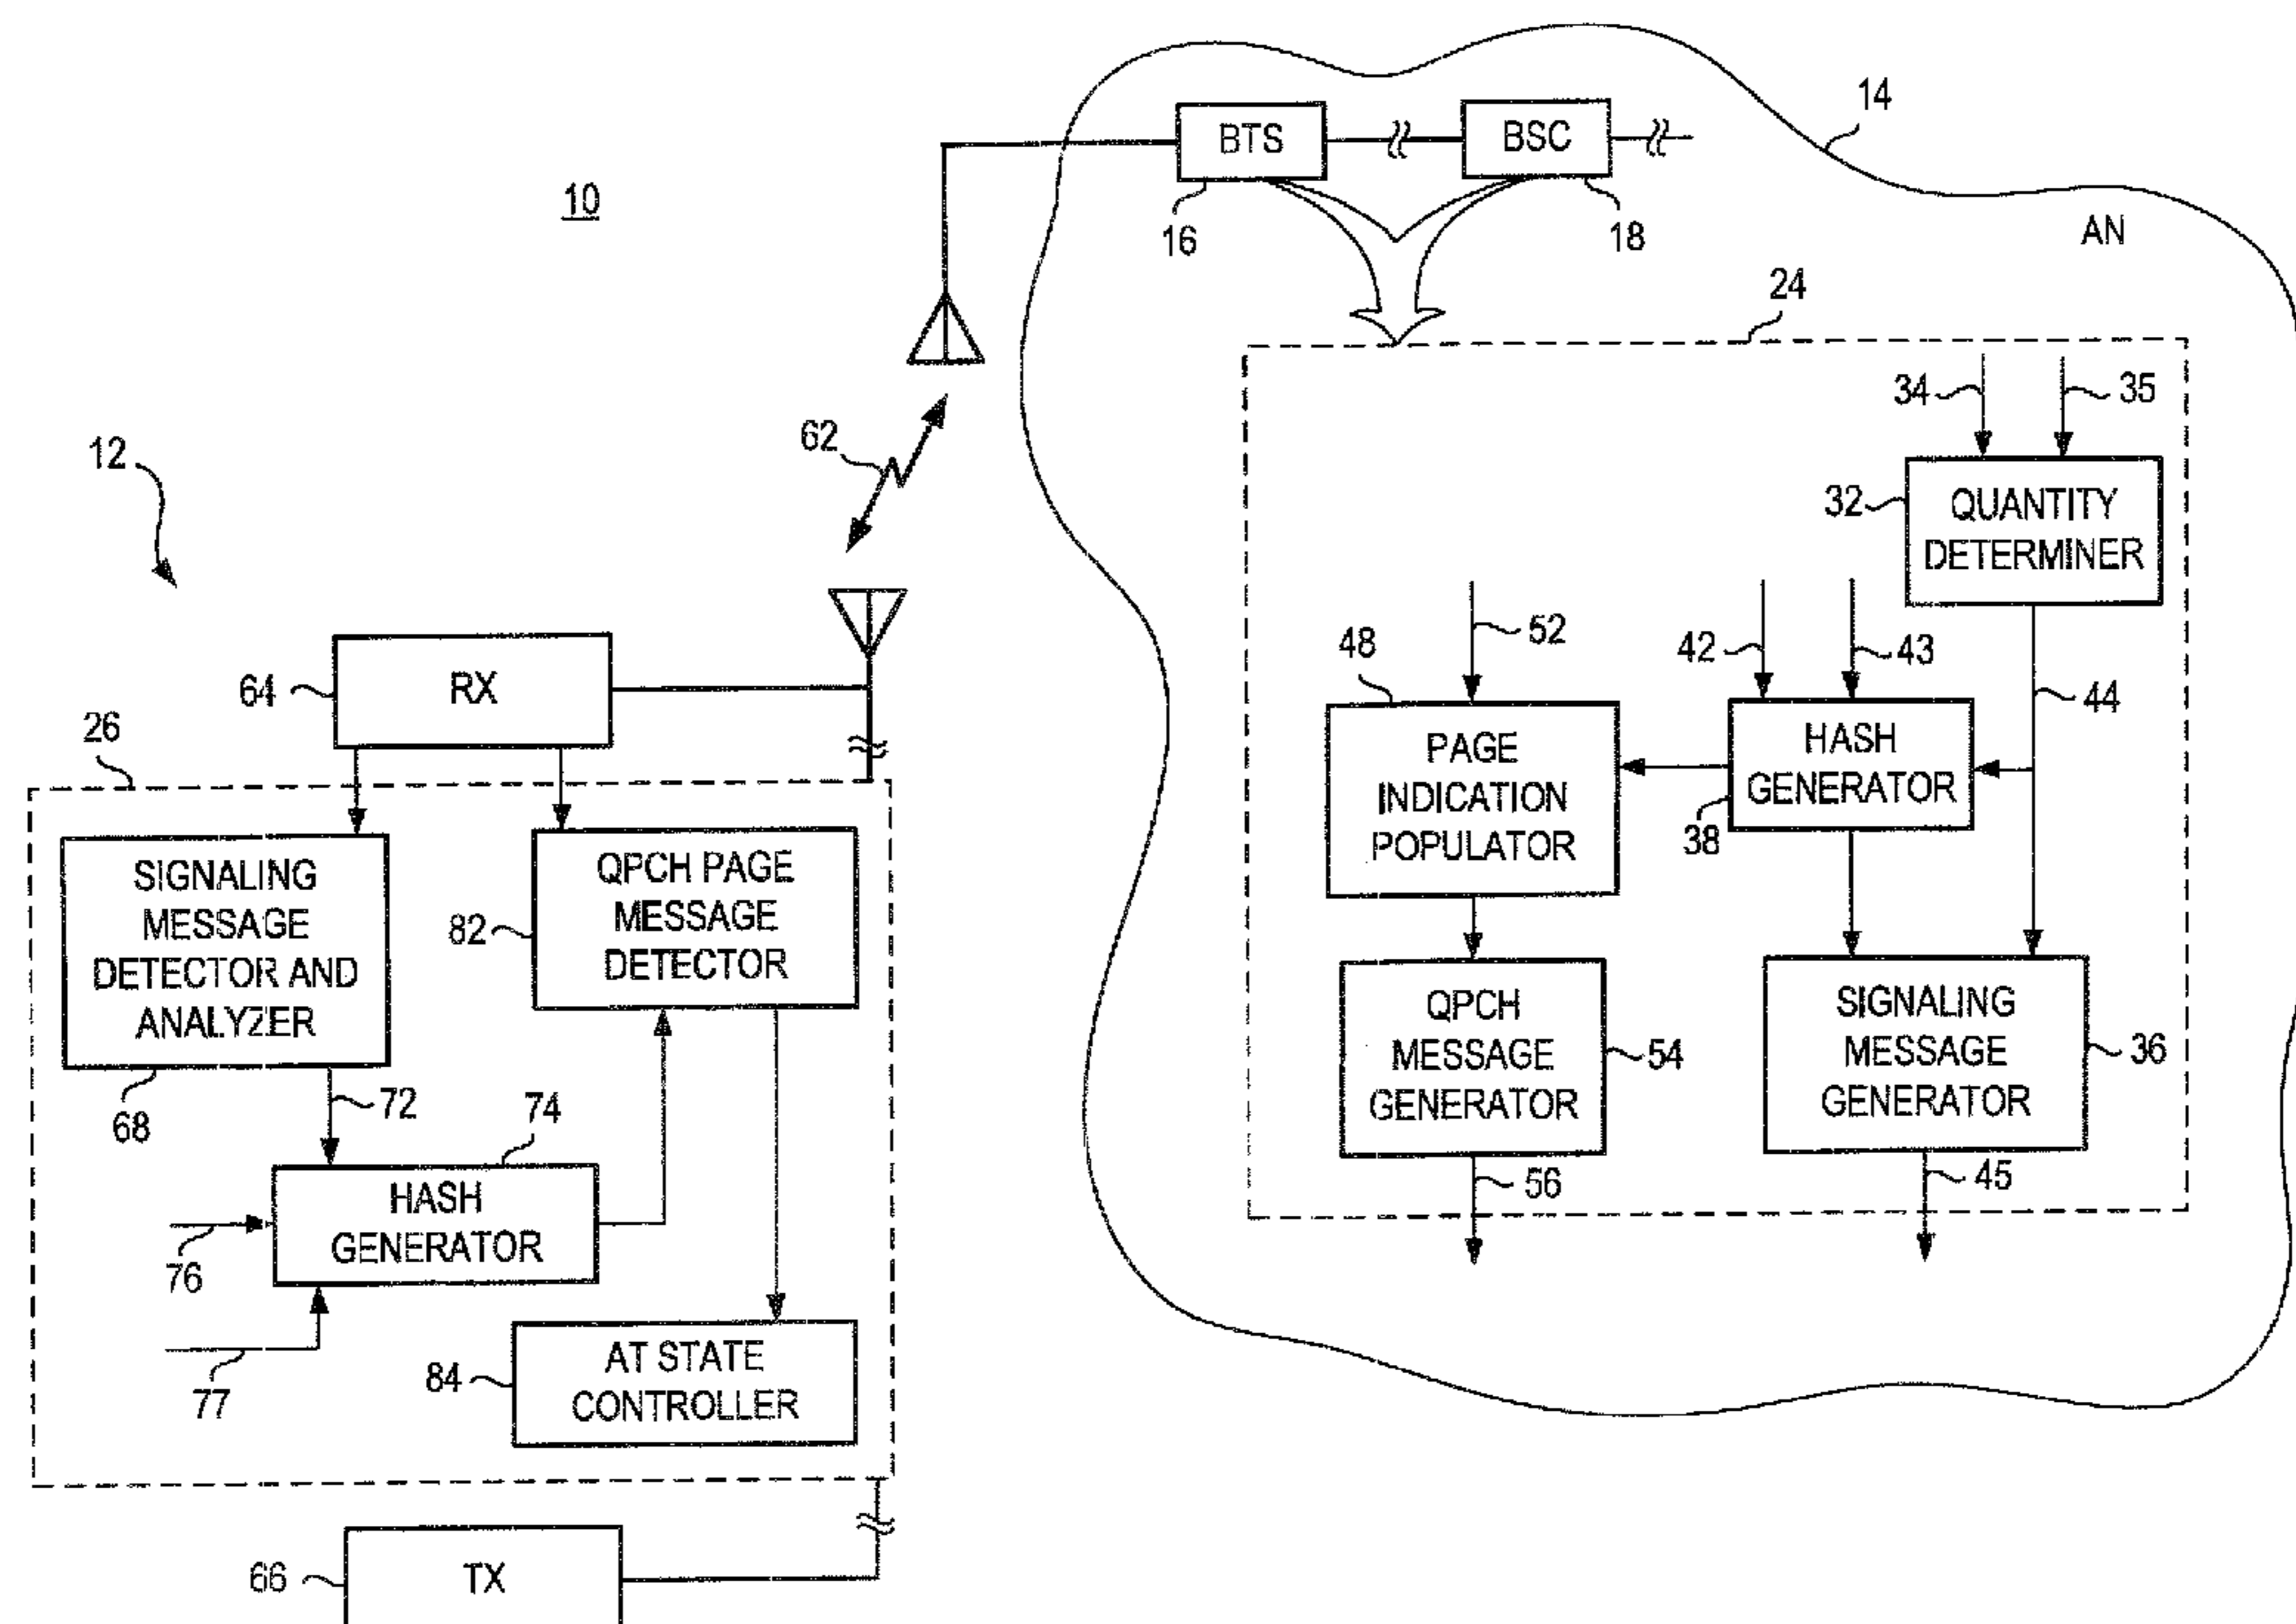 10
BTS
BSC
14
16
18
AN
24
34
35
32
QUANTITY
DETERMINER
12
62
52
48
42
43
44
PAGE
INDICATION
POPULATOR
HASH
GENERATOR
38
64
RX
26
SIGNALING
MESSAGE
DETECTOR AND
ANALYZER
68
82
QPCH PAGE
MESSAGE
DETECTOR
72
74
HASH
GENERATOR
76
77
84
AT STATE
CONTROLLER
QPCH
MESSAGE
GENERATOR
54
56
SIGNALING
MESSAGE
GENERATOR
36
45
66
TX